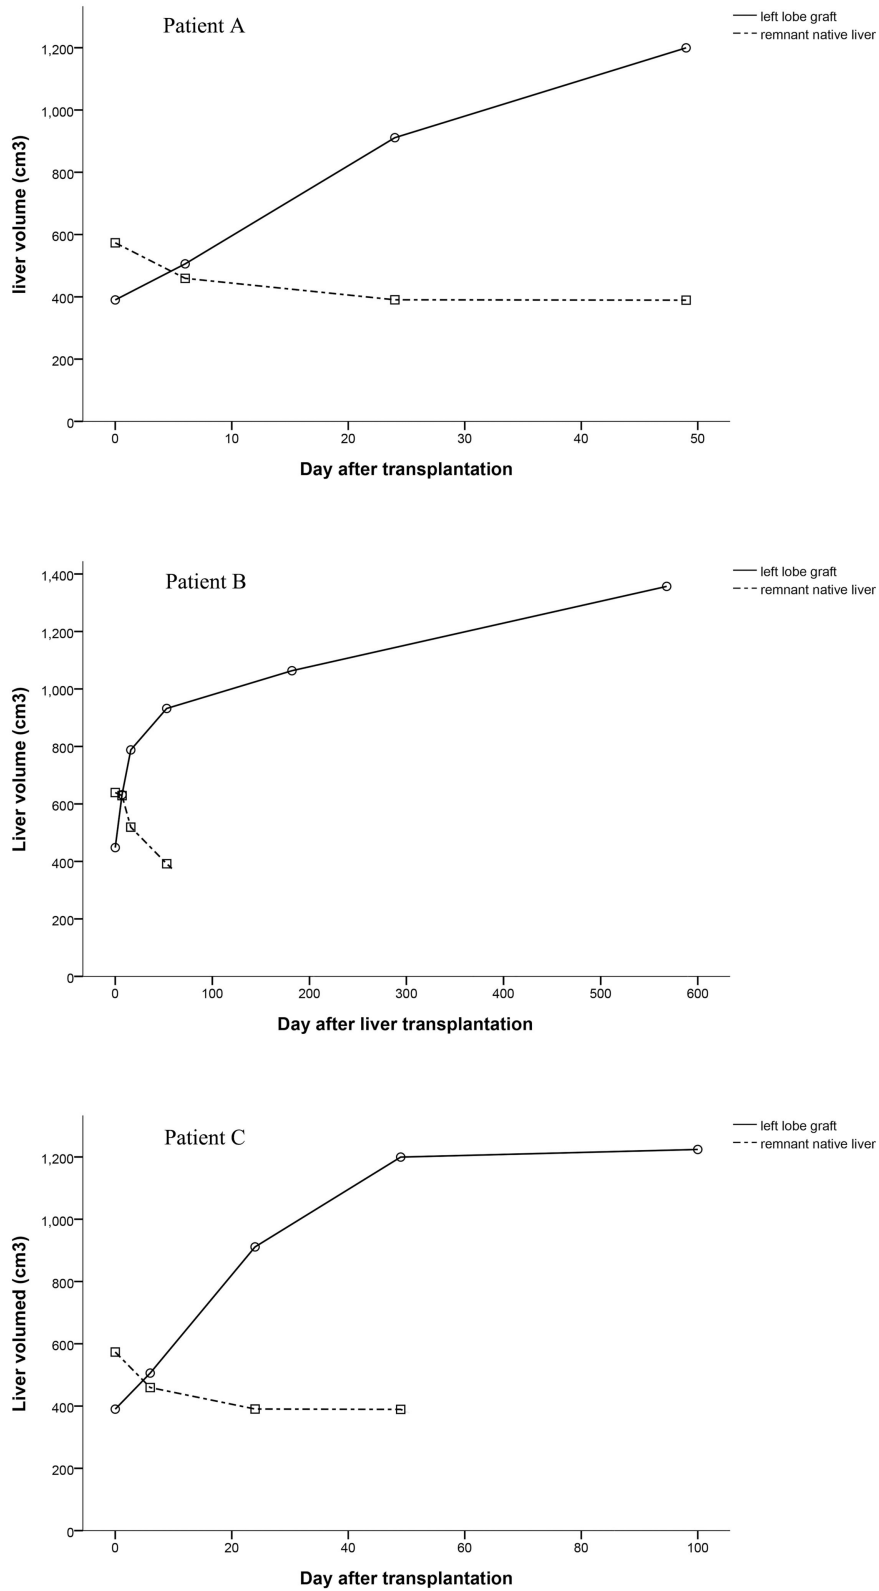 Patient A
left lobe graft
remnant native liver
1,200
1,000
800
600
400
200
0
liver volume (cm3)
0 10 20 30 40 50
Day after transplantation
Patient B
left lobe graft
remnant native liver
1,400
1,200
1,000
800
600
400
200
0
Liver volume (cm3)
0 100 200 300 400 500 600
Day after liver transplantation
Patient C
left lobe graft
remnant native liver
1,200
1,000
800
600
400
200
0
Liver volumed (cm3)
0 20 40 60 80 100
Day after transplantation